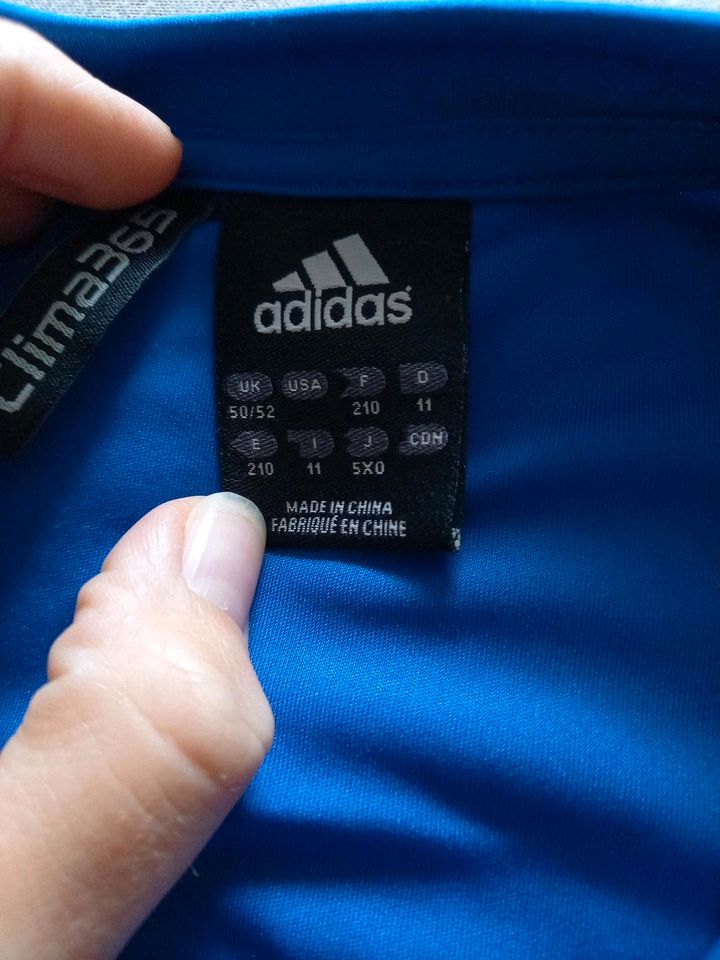 Clima365
adidas
UK USA F D
50/52 210 11
E I J CDN
210 11 5XO
MADE IN CHINA
FABRIQUÉ EN CHINE